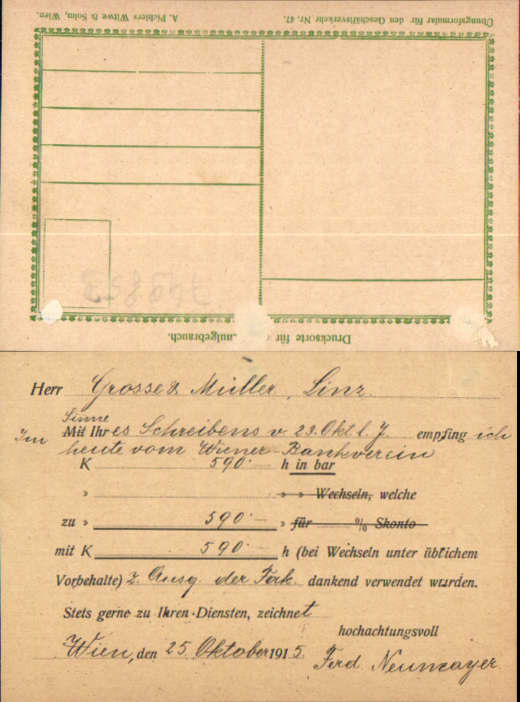 Übungsformular für den Geschäftsverkehr Nr. 47.
A. Pichlers Witwe & Sohn, Wien.
Drucksorte für Schulgebrauch.
Herr Grosse & Müller, Linz.
Im Sinne
Mit Ihres Schreibens v. 23. Okt. l. J. empfing ich
heute vom Wiener Bankverein
K 590·— h in bar
» » » Wechseln, welche
zu » 590·— » für % Skonto
mit K 590·— h (bei Wechseln unter üblichem
Vorbehalte) z. Ausg. der dankend verwendet wurden.
Stets gerne zu Ihren Diensten, zeichnet
hochachtungsvoll
Wien, den 25. Oktober 1915. Ferd. Neumayer